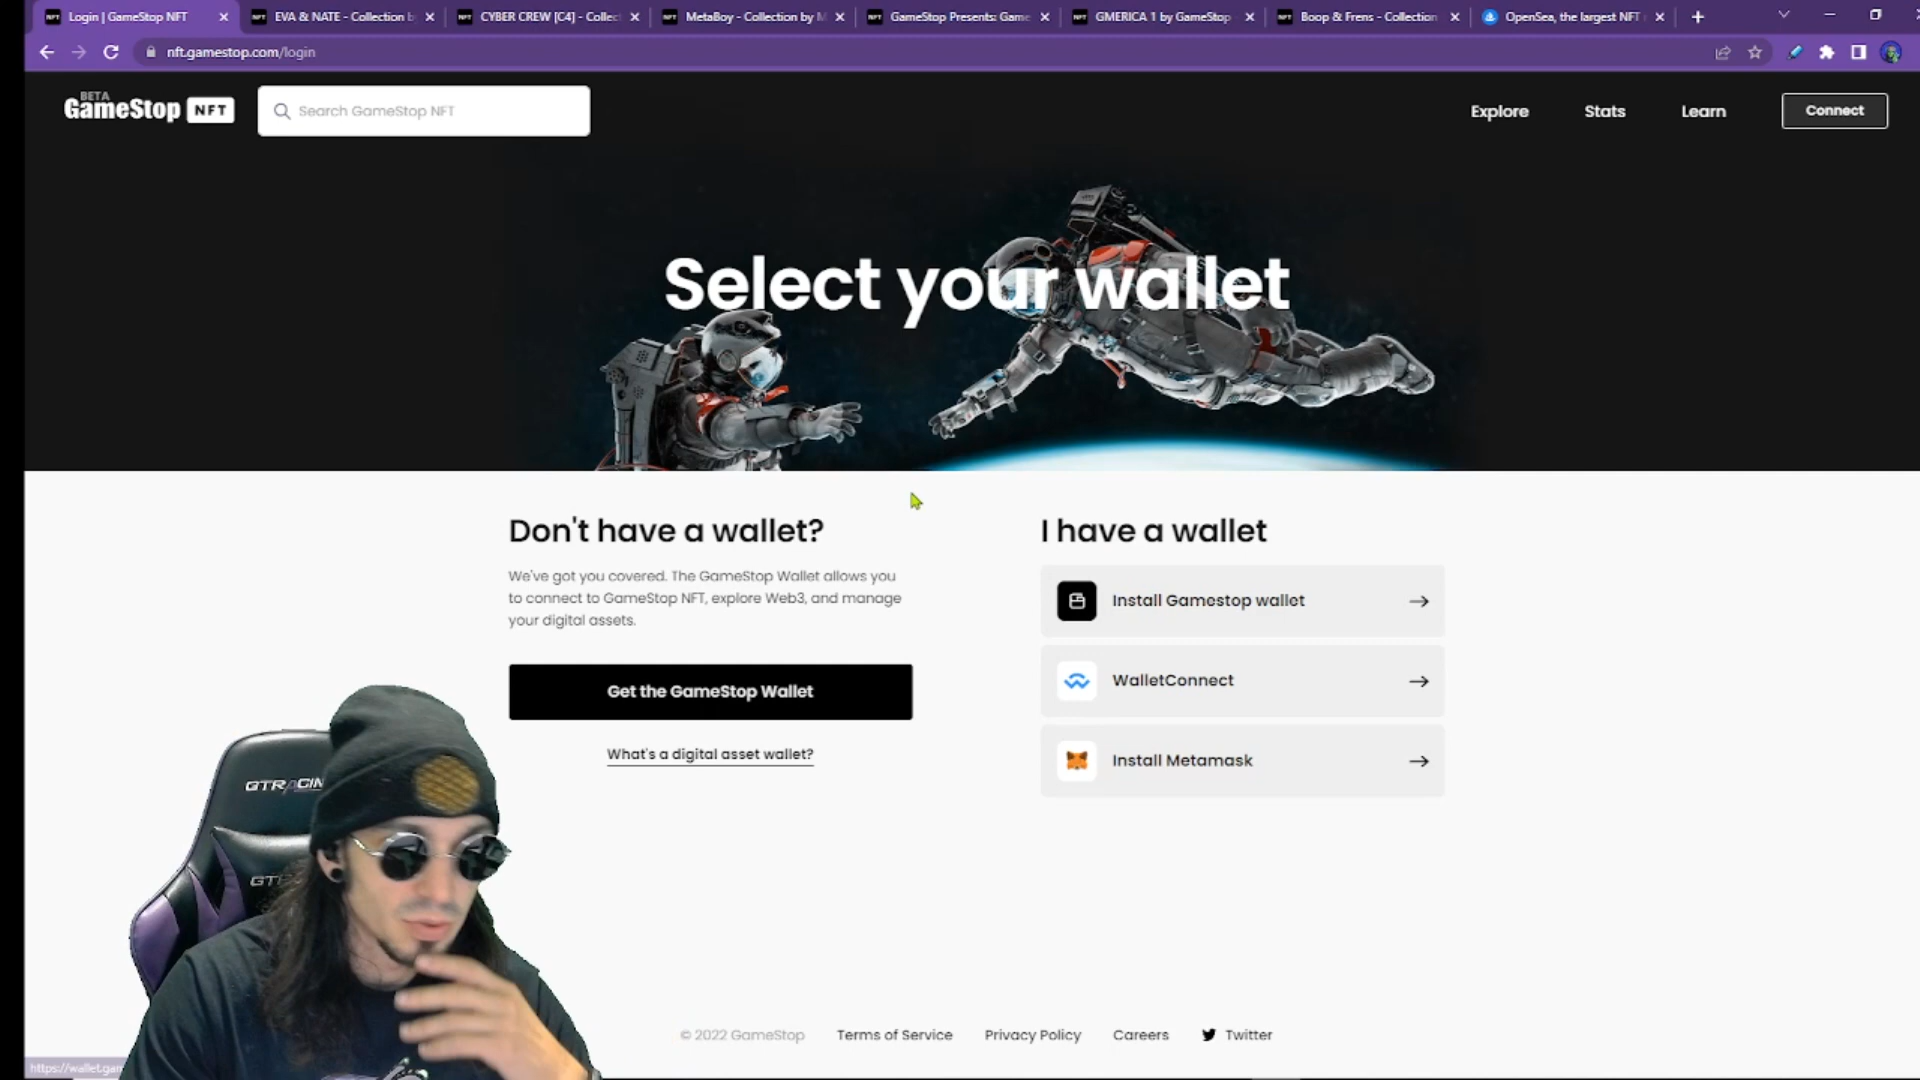 Login | GameStop NFT
EVA & NATE - Collection b
CYBER CREW [C4] - Collec
MetaBoy - Collection by M
GameStop Presents: Game
GMERICA 1 by GameStop
Boop & Frens - Collection
OpenSea, the largest NFT
nft.gamestop.com/login
BETA
GameStop NFT
Search GameStop NFT
Explore
Stats
Learn
Connect
Select your wallet
Don't have a wallet?
We've got you covered. The GameStop Wallet allows you
to connect to GameStop NFT, explore Web3, and manage
your digital assets.
Get the GameStop Wallet
What's a digital asset wallet?
I have a wallet
Install Gamestop wallet
WalletConnect
Install Metamask
GTRACIN
© 2022 GameStop
Terms of Service
Privacy Policy
Careers
Twitter
https://wallet.gam